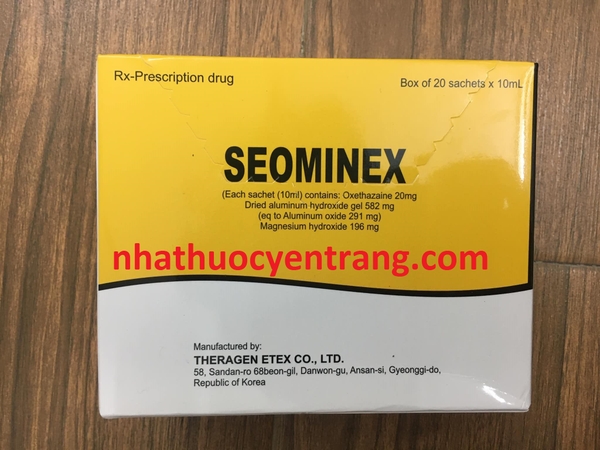 Rx-Prescription drug
Box of 20 sachets x 10mL
SEOMINEX
(Each sachet (10ml) contains: Oxethazaine 20mg
Dried aluminum hydroxide gel 582 mg
(eq to Aluminum oxide 291 mg)
Magnesium hydroxide 196 mg
nhathuocyentrang.com
Manufactured by:
THERAGEN ETEX CO., LTD.
58, Sandan-ro 68beon-gil, Danwon-gu, Ansan-si, Gyeonggi-do,
Republic of Korea